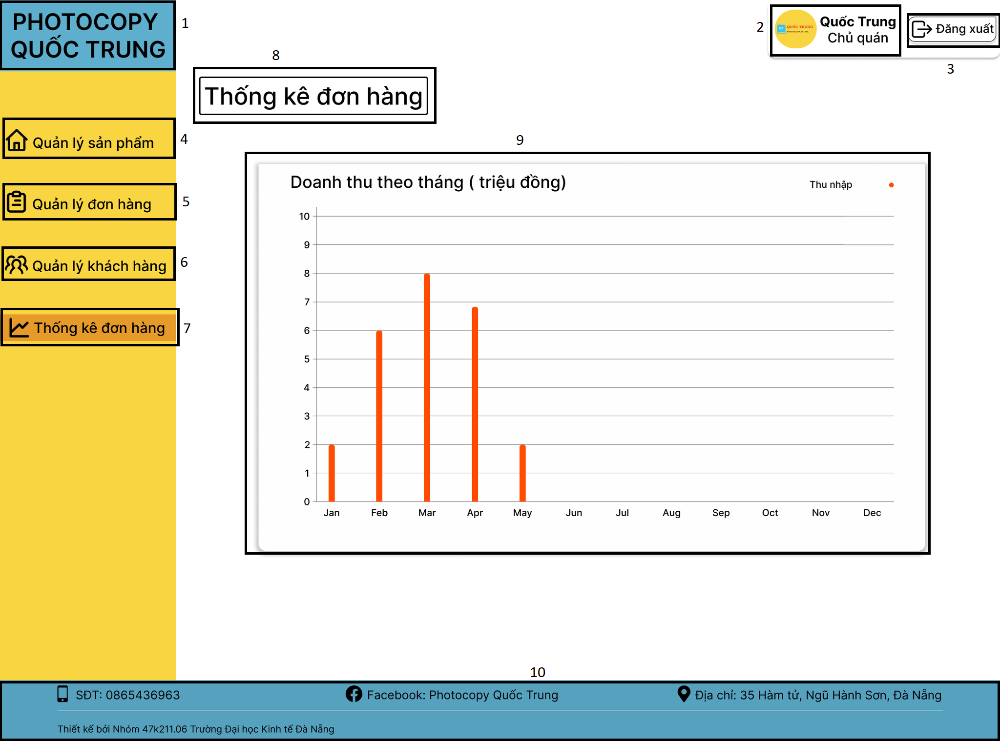 PHOTOCOPY
QUỐC TRUNG
1
2
QT
QUỐC TRUNG
PHOTOCOPY_IN_PNX
Quốc Trung
Chủ quán
Đăng xuất
3
8
Thống kê đơn hàng
Quản lý sản phẩm
4
Quản lý đơn hàng
5
Quản lý khách hàng
6
Thống kê đơn hàng
7
9
Doanh thu theo tháng ( triệu đồng)
Thu nhập
10
9
8
7
6
5
4
3
2
1
0
Jan Feb Mar Apr May Jun Jul Aug Sep Oct Nov Dec
10
SĐT: 0865436963
Facebook: Photocopy Quốc Trung
Địa chỉ: 35 Hàm tử, Ngũ Hành Sơn, Đà Nẵng
Thiết kế bởi Nhóm 47k211.06 Trường Đại học Kinh tế Đà Nẵng